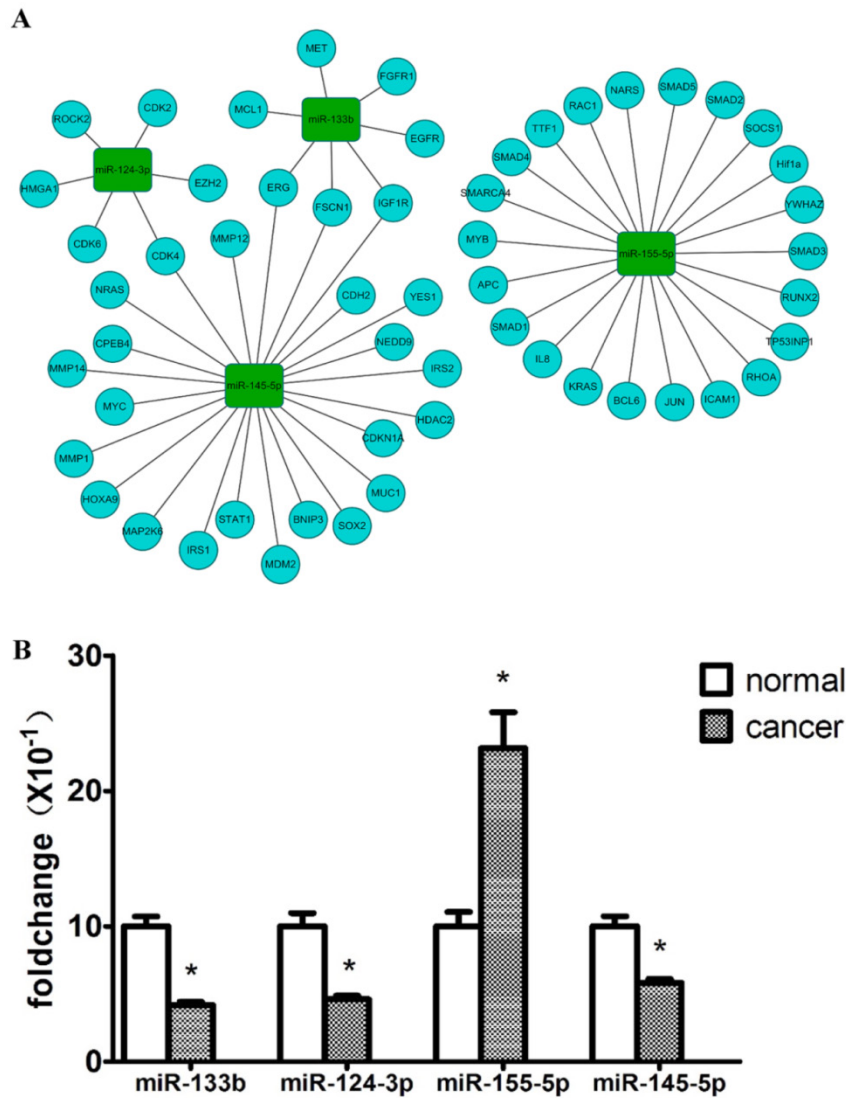 A
MET
FGFR1
MCL1
miR-133b
EGFR
CDK2
ROCK2
miR-124-3p
HMGA1
EZH2
CDK6
CDK4
ERG
FSCN1
IGF1R
MMP12
NRAS
CDH2
YES1
CPEB4
NEDD9
MMP14
IRS2
miR-145-5p
MYC
HDAC2
CDKN1A
MMP1
HOXA9
MUC1
MAP2K6
STAT1
BNIP3
SOX2
IRS1
MDM2
NARS
SMAD5
RAC1
SMAD2
TTF1
SOCS1
SMAD4
Hif1a
SMARCA4
YWHAZ
MYB
miR-155-5p
SMAD3
APC
RUNX2
SMAD1
TP53INP1
IL8
RHOA
KRAS
ICAM1
BCL6
JUN
B
foldchange (X10-1)
30
20
10
0
* * * *
normal
cancer
miR-133b miR-124-3p miR-155-5p miR-145-5p